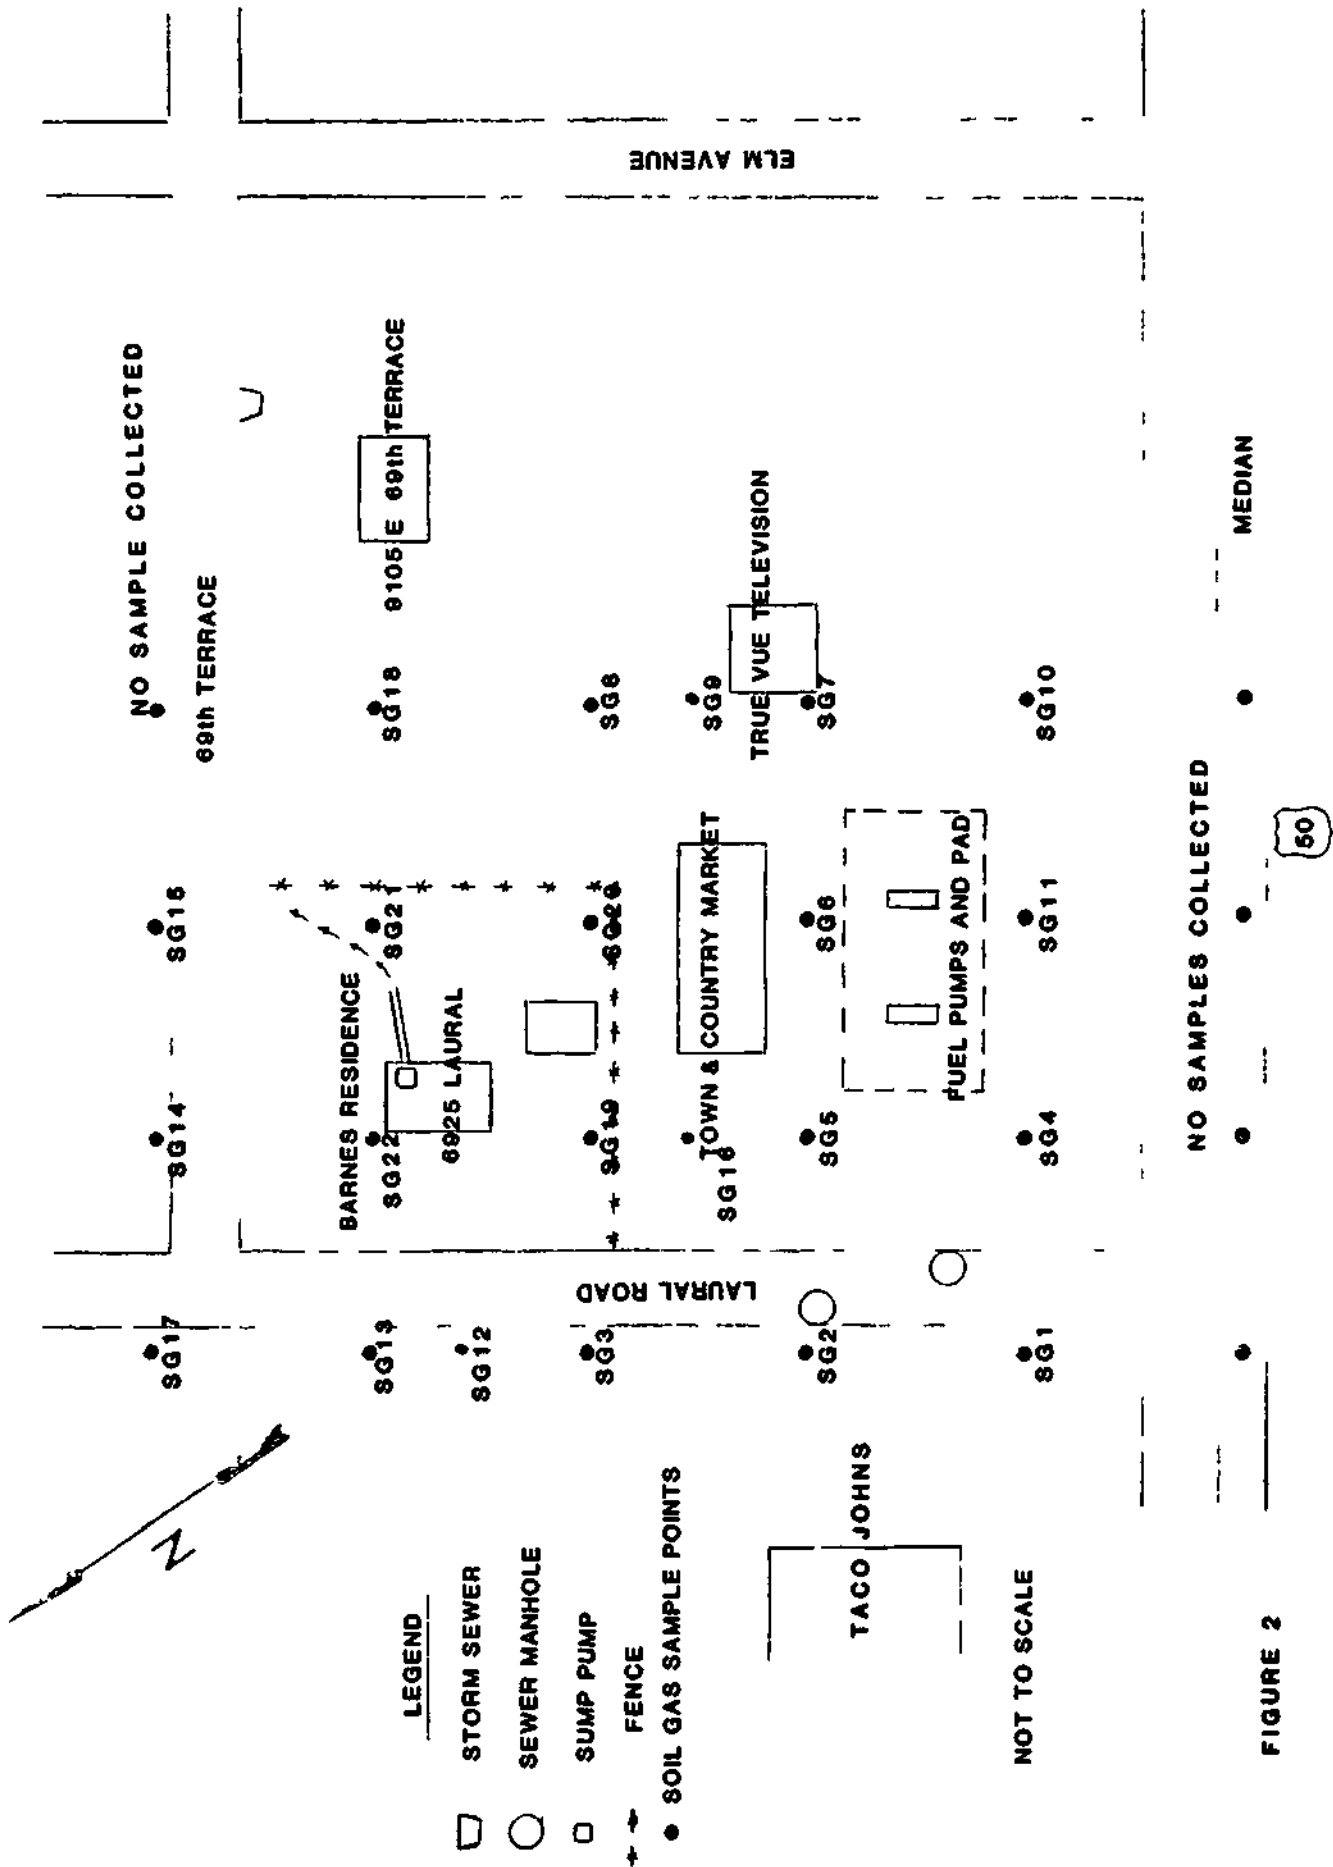 NO SAMPLE COLLECTED
69th TERRACE
ELM AVENUE
SG17
SG14
SG15
BARNES RESIDENCE
SG13
SG22
SG21
SG18
9105 E 69th TERRACE
6925 LAURAL
SG12
SG3
SG19
SG20
SG8
LAURAL ROAD
SG16
TOWN & COUNTRY MARKET
SG9
TRUE VUE TELEVISION
SG2
SG5
SG6
SG7
FUEL PUMPS AND PAD
SG1
SG4
SG11
SG10
NO SAMPLES COLLECTED
MEDIAN
50
N
LEGEND
STORM SEWER
SEWER MANHOLE
SUMP PUMP
FENCE
SOIL GAS SAMPLE POINTS
TACO JOHNS
NOT TO SCALE
FIGURE 2